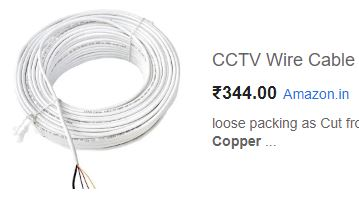 CCTV Wire Cable
₹344.00 Amazon.in
loose packing as Cut fro
Copper ...